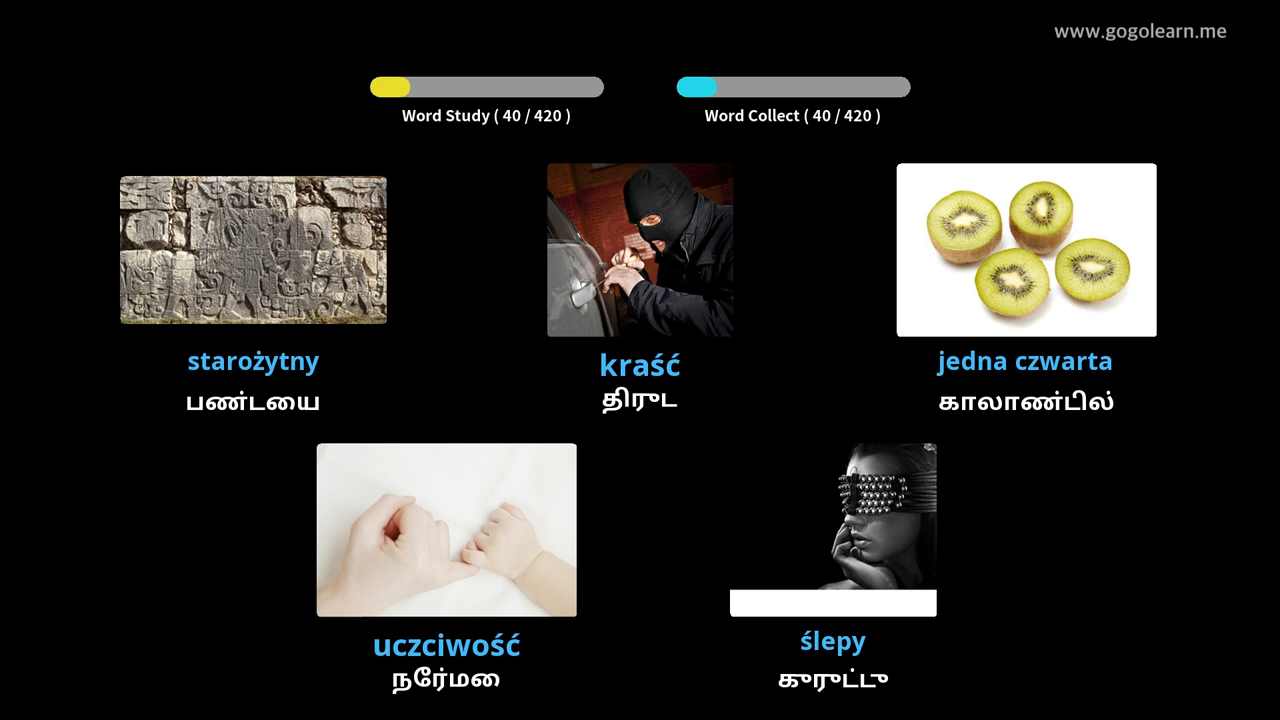 www.gogolearn.me
Word Study ( 40 / 420 )
Word Collect ( 40 / 420 )
starożytny
பண்டயை
kraść
திருட
jedna czwarta
காலாண்டில்
uczciwość
நேர்மை
ślepy
குருட்டு